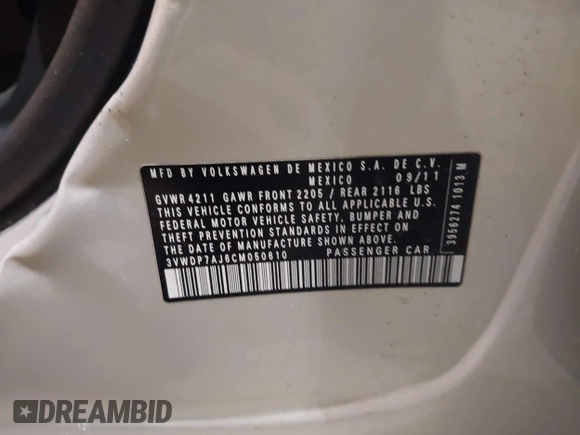 MFD BY VOLKSWAGEN DE MEXICO S.A. DE C.V.
MEXICO 09/11
GVWR 4211 GAWR FRONT 2205 / REAR 2116 LBS
THIS VEHICLE CONFORMS TO ALL APPLICABLE U.S.
FEDERAL MOTOR VEHICLE SAFETY, BUMPER AND
THEFT PREVENTION STANDARDS IN EFFECT ON
THE DATE OF MANUFACTURE SHOWN ABOVE.
3VWDP7AJ6CM050610 PASSENGER CAR
3956274 1013 M
DREAMBID